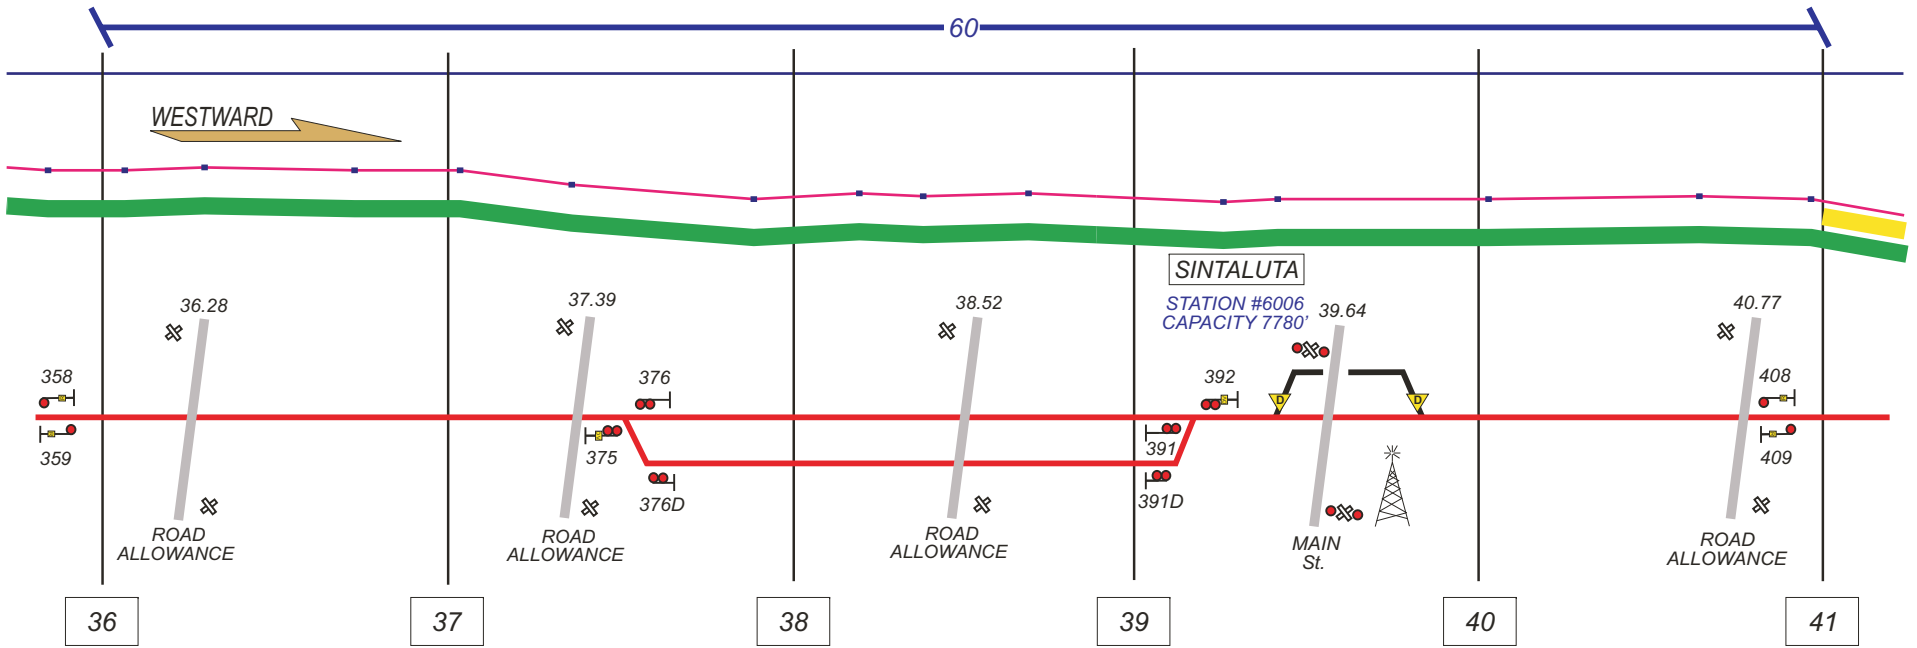 60
WESTWARD
SINTALUTA
STATION #6006
CAPACITY 7780'
36.28
37.39
38.52
39.64
40.77
358
376
392
408
D
D
359
375
391
409
376D
391D
ROAD
ALLOWANCE
ROAD
ALLOWANCE
ROAD
ALLOWANCE
MAIN
St.
ROAD
ALLOWANCE
36
37
38
39
40
41